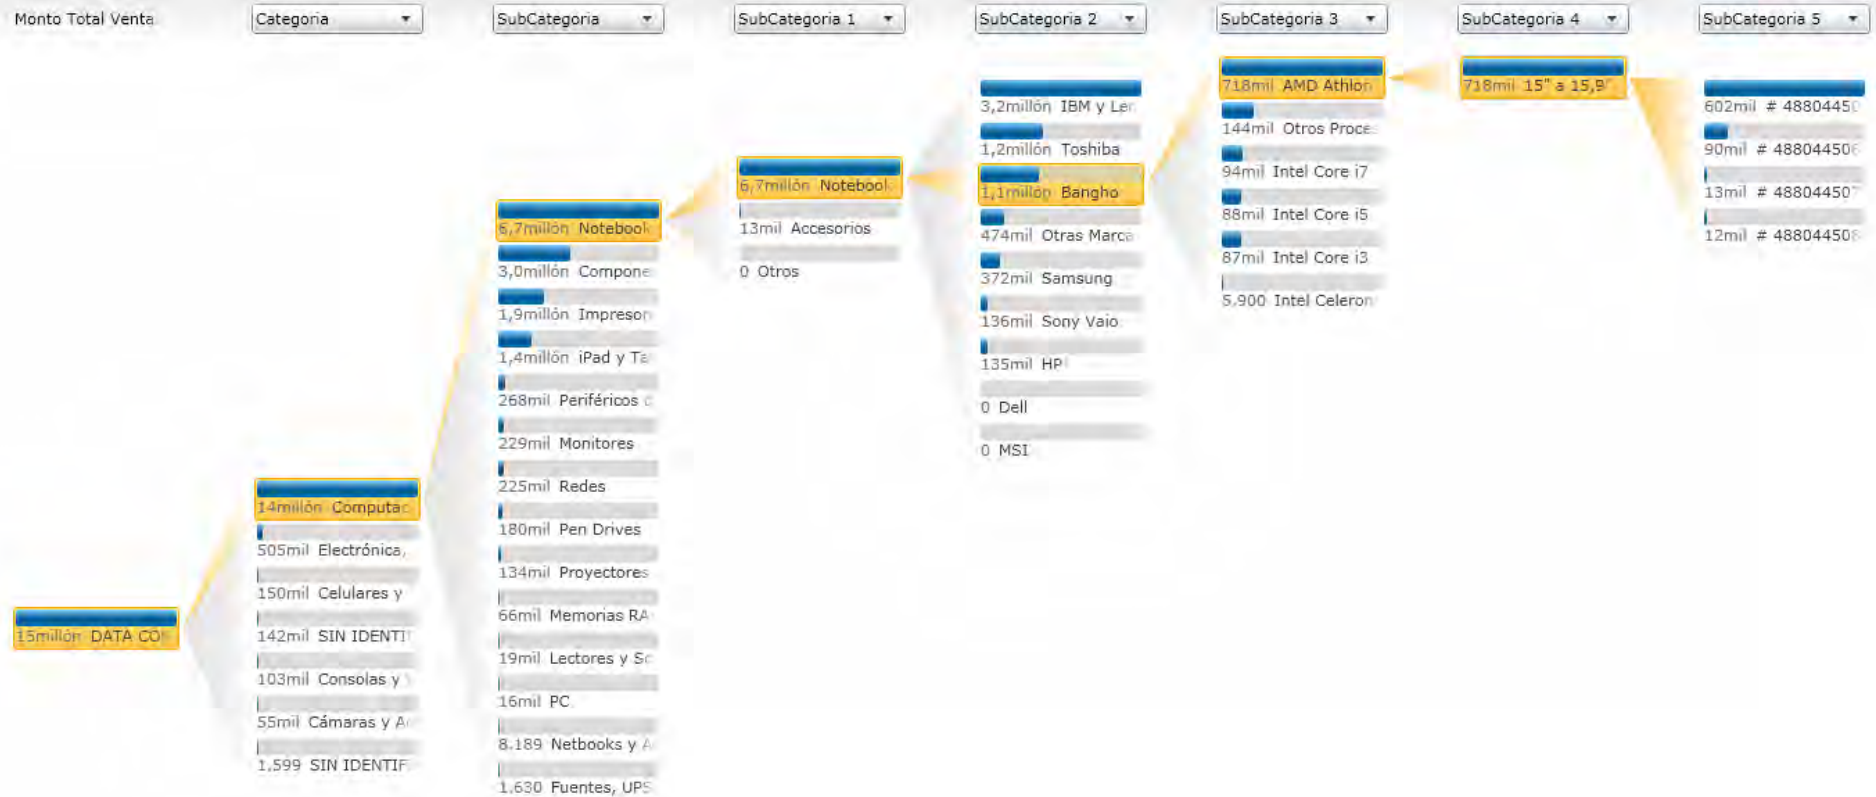 Monto Total Venta
Categoria
SubCategoria
SubCategoria 1
SubCategoria 2
SubCategoria 3
SubCategoria 4
SubCategoria 5
15millón DATA CO
14millón Computac
505mil Electrónica,
150mil Celulares y
142mil SIN IDENTI
103mil Consolas y
55mil Cámaras y A
1.599 SIN IDENTIF
6,7millón Notebook
3,0millón Compone
1,9millón Impresor
1,4millón iPad y Ta
268mil Periféricos
229mil Monitores
225mil Redes
180mil Pen Drives
134mil Proyectores
66mil Memorias RA
19mil Lectores y Sc
16mil PC
8.189 Netbooks y A
1.630 Fuentes, UPS
6,7millón Notebook
13mil Accesorios
0 Otros
3,2millón IBM y Len
1,2millón Toshiba
1,1millón Bangho
474mil Otras Marca
372mil Samsung
136mil Sony Vaio
135mil HP
0 Dell
0 MSI
718mil AMD Athlon
144mil Otros Proce
94mil Intel Core i7
88mil Intel Core i5
87mil Intel Core i3
5.900 Intel Celeron
718mil 15" a 15,9"
602mil # 48804450
90mil # 488044506
13mil # 488044507
12mil # 488044508